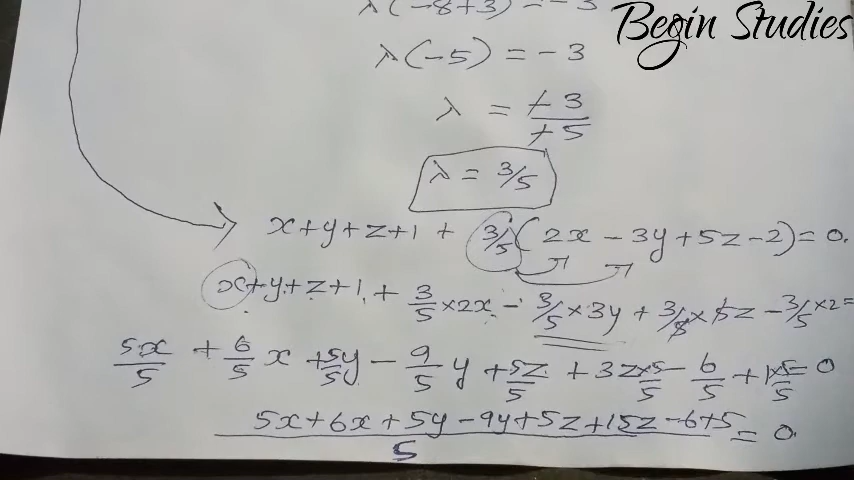 λ(-8+3) = -3
Begin Studies
λ(-5) = -3
λ = -3/-5
λ = 3/5
x+y+z+1 + 3/5(2x - 3y + 5z - 2) = 0.
x+y+z+1 + 3/5 ×2x - 3/5 ×3y + 3/5 × 5z - 3/5 ×2 =
5x/5 + 6/5 x + 5y/5 - 9/5 y + 5z/5 + 3z×5/5 - 6/5 + 1×5/5 = 0
5x+6x+5y-9y+5z+15z-6+5/5 = 0.